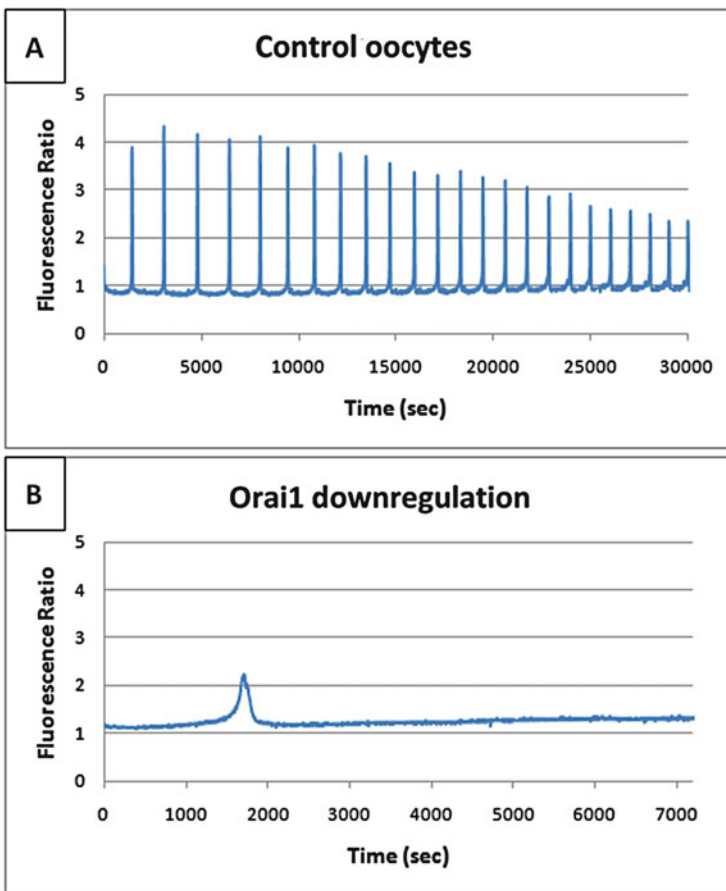 A
Control oocytes
Fluorescence Ratio
5
4
3
2
1
0
0 5000 10000 15000 20000 25000 30000
Time (sec)
B
Orai1 downregulation
Fluorescence Ratio
5
4
3
2
1
0
0 1000 2000 3000 4000 5000 6000 7000
Time (sec)